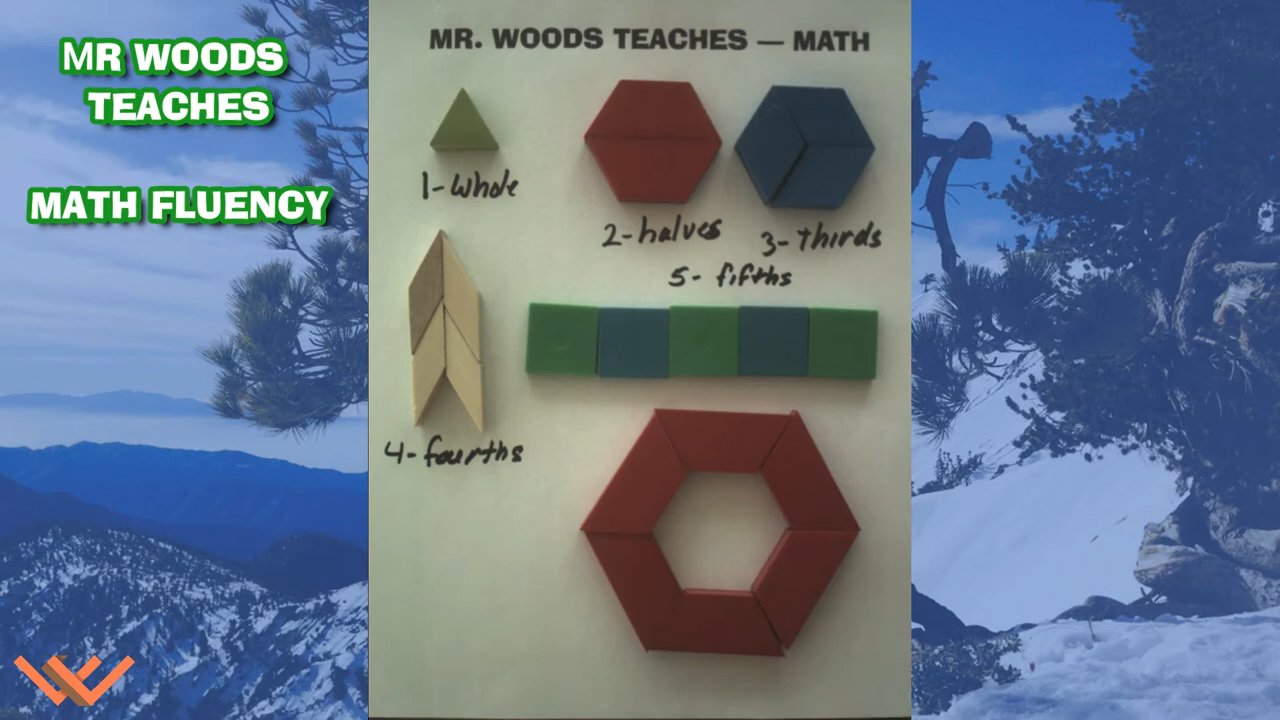 MR WOODS
TEACHES
MATH FLUENCY
MR. WOODS TEACHES — MATH
1-whole
2-halves
3-thirds
5- fifths
4-fourths